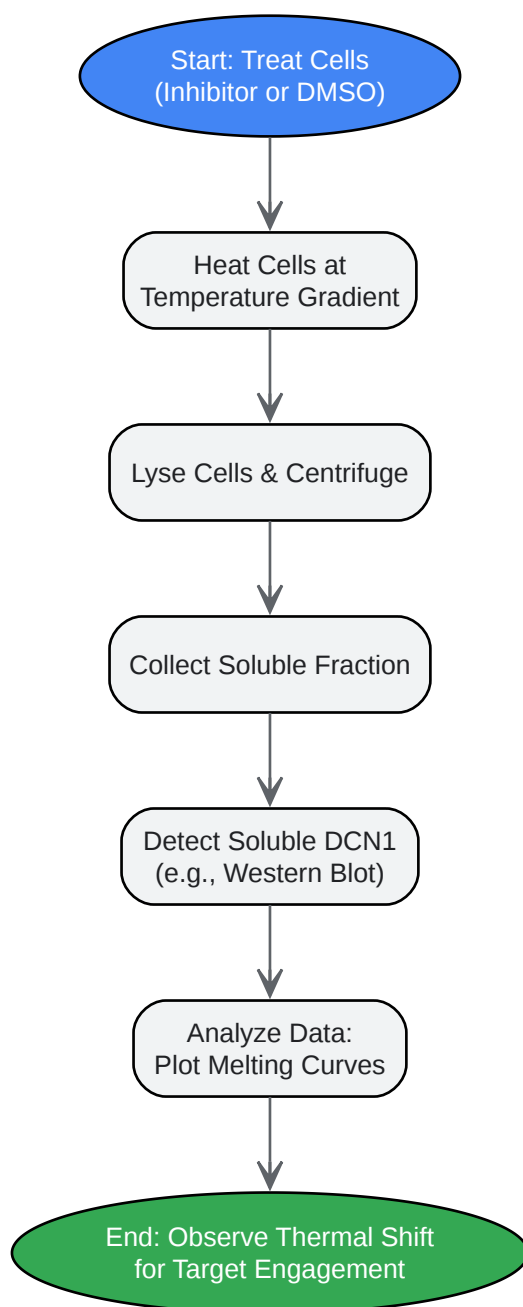 Start: Treat Cells
(Inhibitor or DMSO)
Heat Cells at
Temperature Gradient
Lyse Cells & Centrifuge
Collect Soluble Fraction
Detect Soluble DCN1
(e.g., Western Blot)
Analyze Data:
Plot Melting Curves
End: Observe Thermal Shift
for Target Engagement